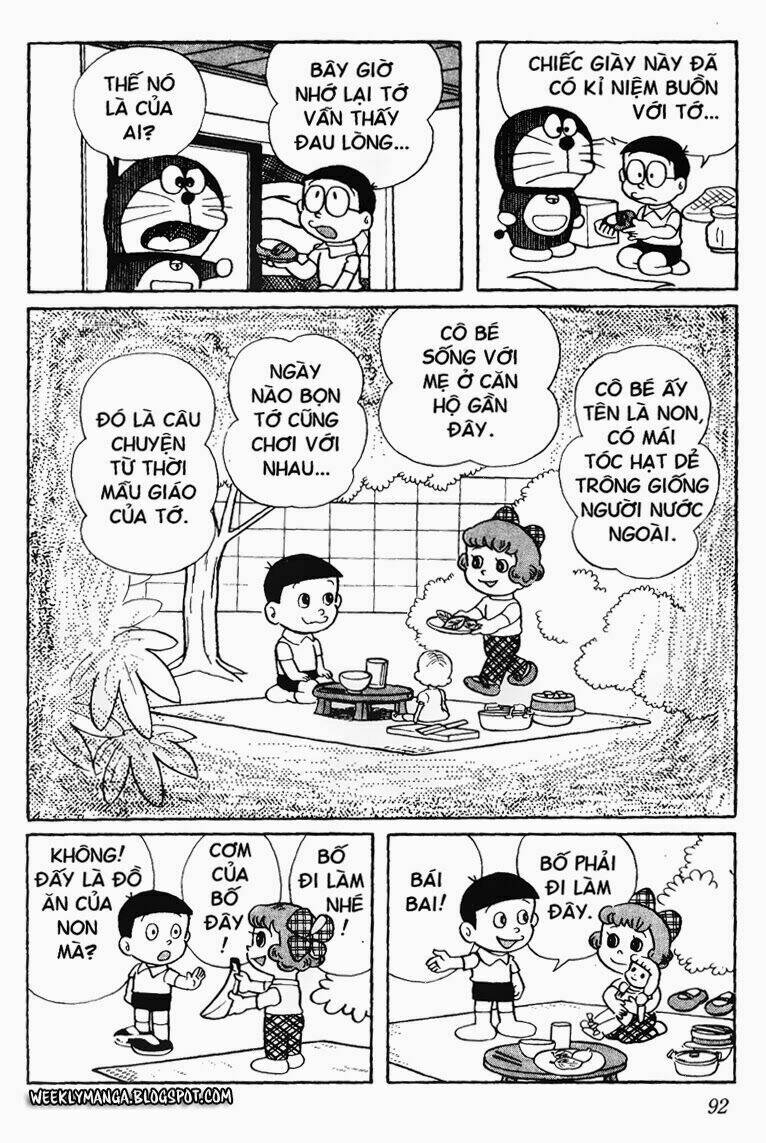 CHIẾC GIÀY NÀY ĐÃ
CÓ KỈ NIỆM BUỒN
VỚI TỚ...
BÂY GIỜ
NHỚ LẠI TỚ
VẪN THẤY
ĐAU LÒNG...
THẾ NÓ
LÀ CỦA
AI?
CÔ BÉ ẤY
TÊN LÀ NON,
CÓ MÁI
TÓC HẠT DẺ
TRÔNG GIỐNG
NGƯỜI NƯỚC
NGOÀI.
CÔ BÉ
SỐNG VỚI
MẸ Ở CĂN
HỘ GẦN
ĐÂY.
NGÀY
NÀO BỌN
TỚ CŨNG
CHƠI VỚI
NHAU...
ĐÓ LÀ CÂU
CHUYỆN
TỪ THỜI
MẪU GIÁO
CỦA TỚ.
BỐ PHẢI
ĐI LÀM
ĐÂY.
BÁI
BAI!
BỐ
ĐI LÀM
NHÉ
!
CƠM
CỦA
BỐ
ĐÂY
!
KHÔNG!
ĐẤY LÀ ĐỒ
ĂN CỦA
NON
MÀ?
WEEKLYMANGA.BLOGSPOT.COM
92